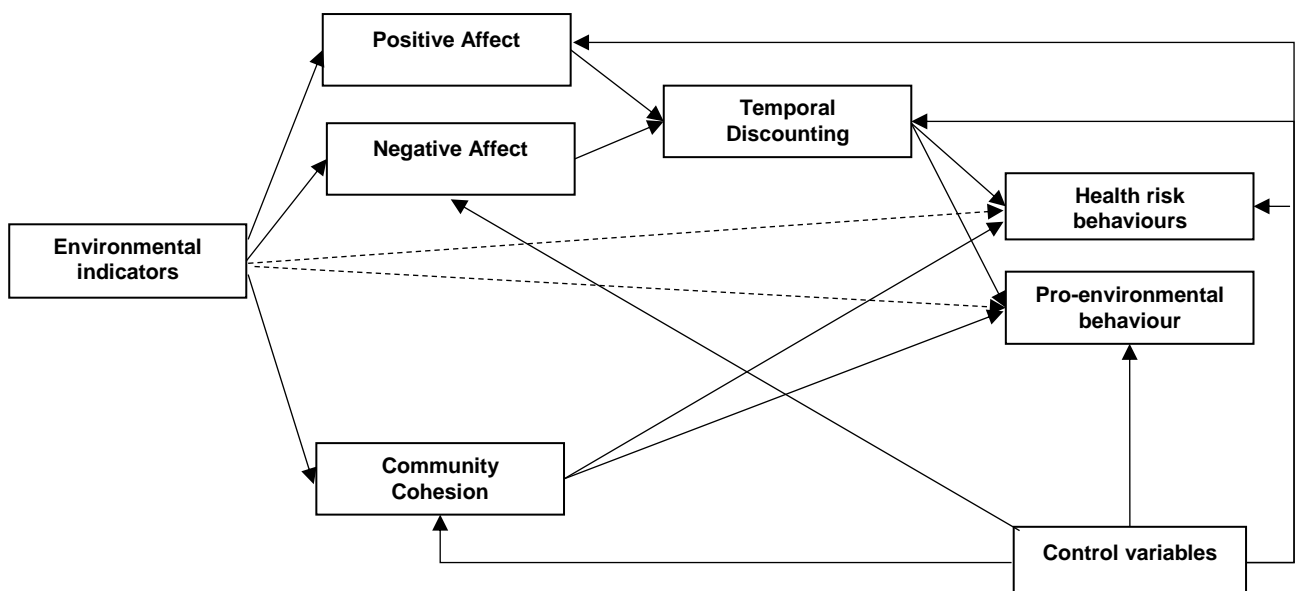 Positive Affect
Temporal
Discounting
Negative Affect
Health risk
behaviours
Environmental
indicators
Pro-environmental
behaviour
Community
Cohesion
Control variables